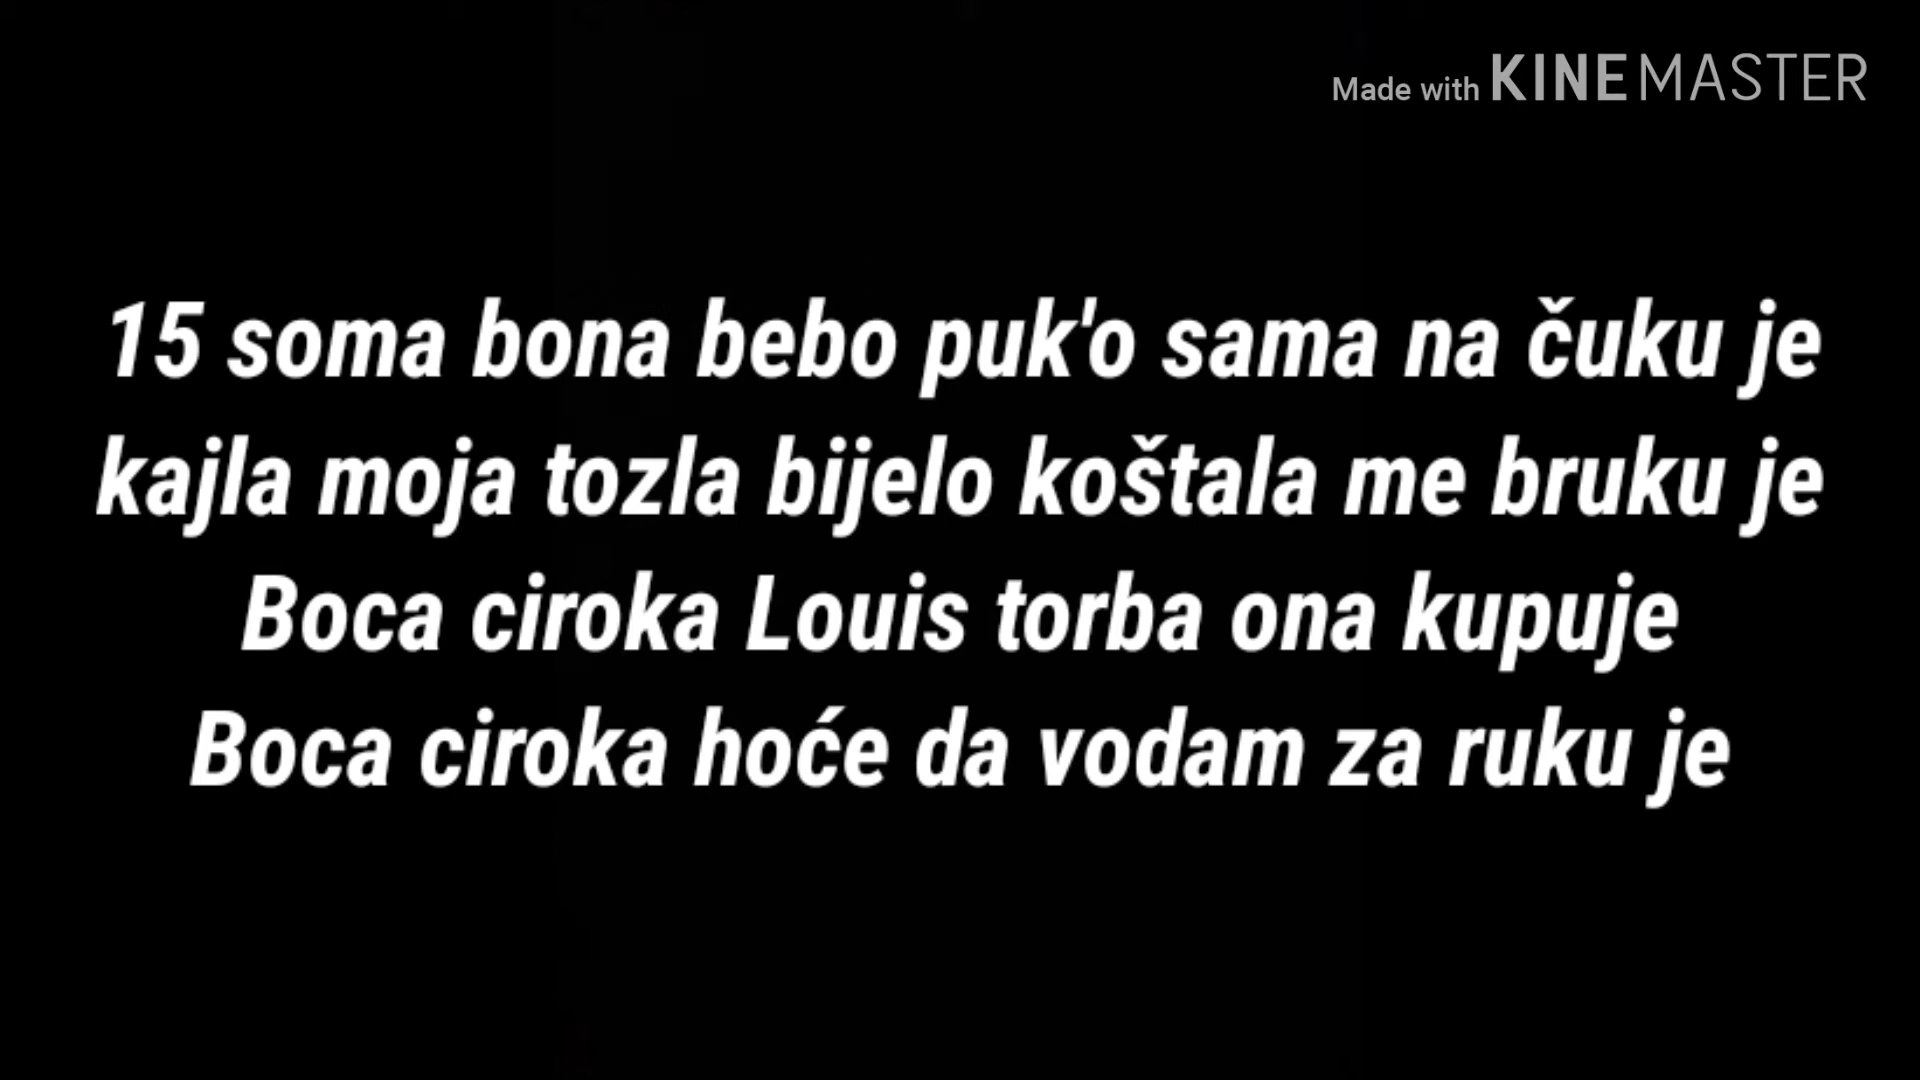 Made with KINEMASTER
15 soma bona bebo puk'o sama na čuku je
kajla moja tozla bijelo koštala me bruku je
Boca ciroka Louis torba ona kupuje
Boca ciroka hoće da vodam za ruku je